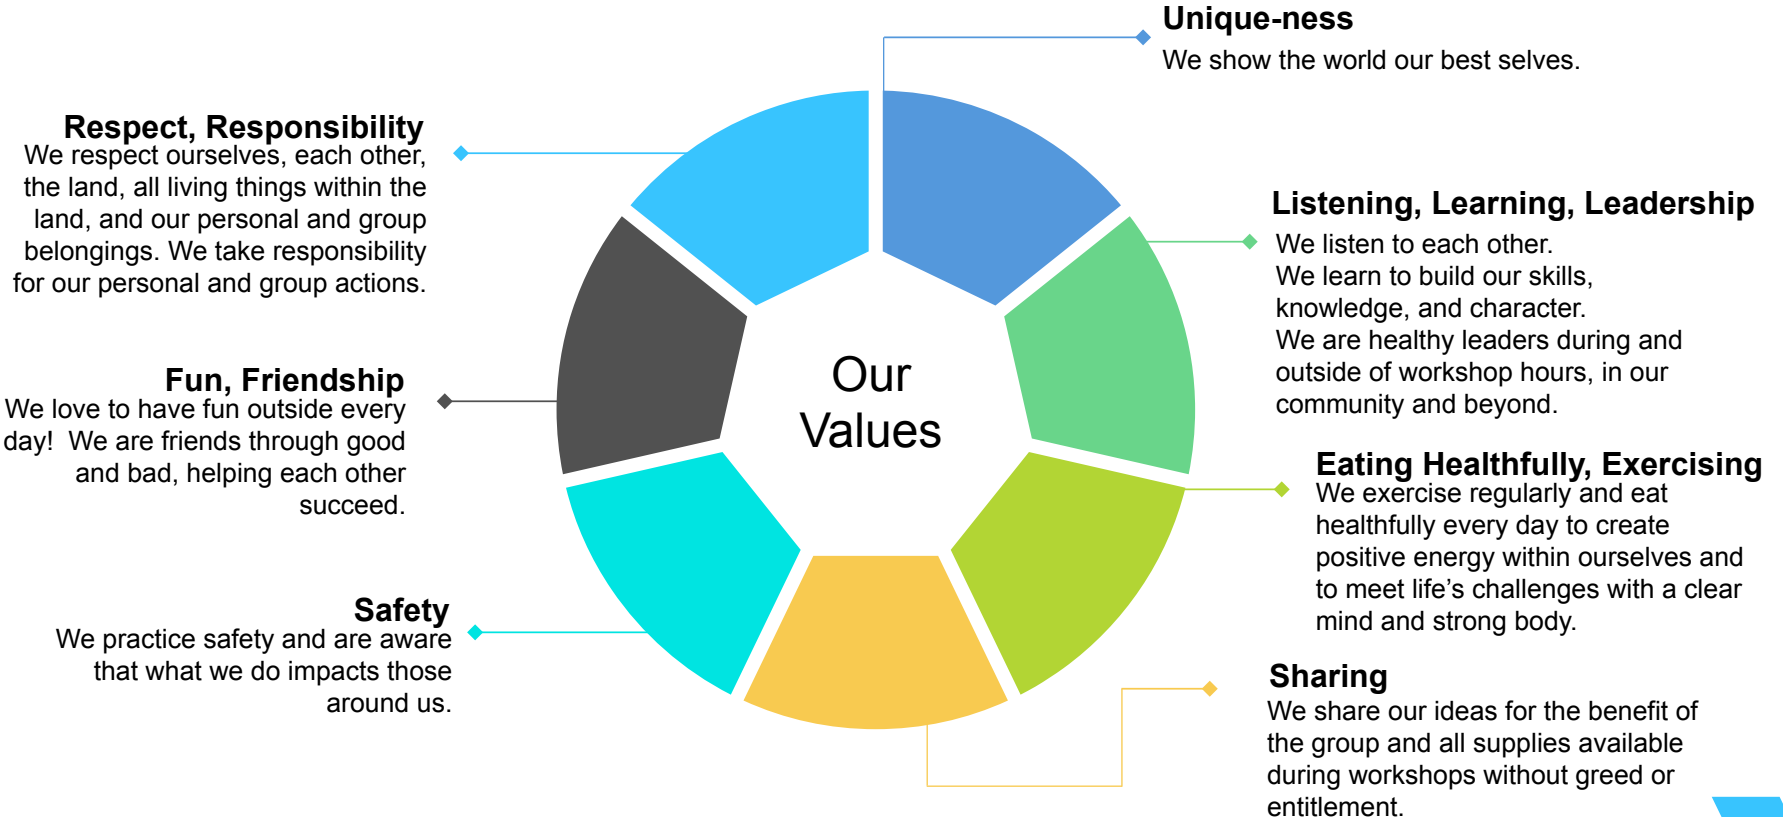 Unique-ness
We show the world our best selves.
Respect, Responsibility
We respect ourselves, each other,
the land, all living things within the
land, and our personal and group
belongings. We take responsibility
for our personal and group actions.
Listening, Learning, Leadership
We listen to each other.
We learn to build our skills,
knowledge, and character.
We are healthy leaders during and
outside of workshop hours, in our
community and beyond.
Fun, Friendship
We love to have fun outside every
day!  We are friends through good
and bad, helping each other
succeed.
Our
Values
Eating Healthfully, Exercising
We exercise regularly and eat
healthfully every day to create
positive energy within ourselves and
to meet life’s challenges with a clear
mind and strong body.
Safety
We practice safety and are aware
that what we do impacts those
around us.
Sharing
We share our ideas for the benefit of
the group and all supplies available
during workshops without greed or
entitlement.